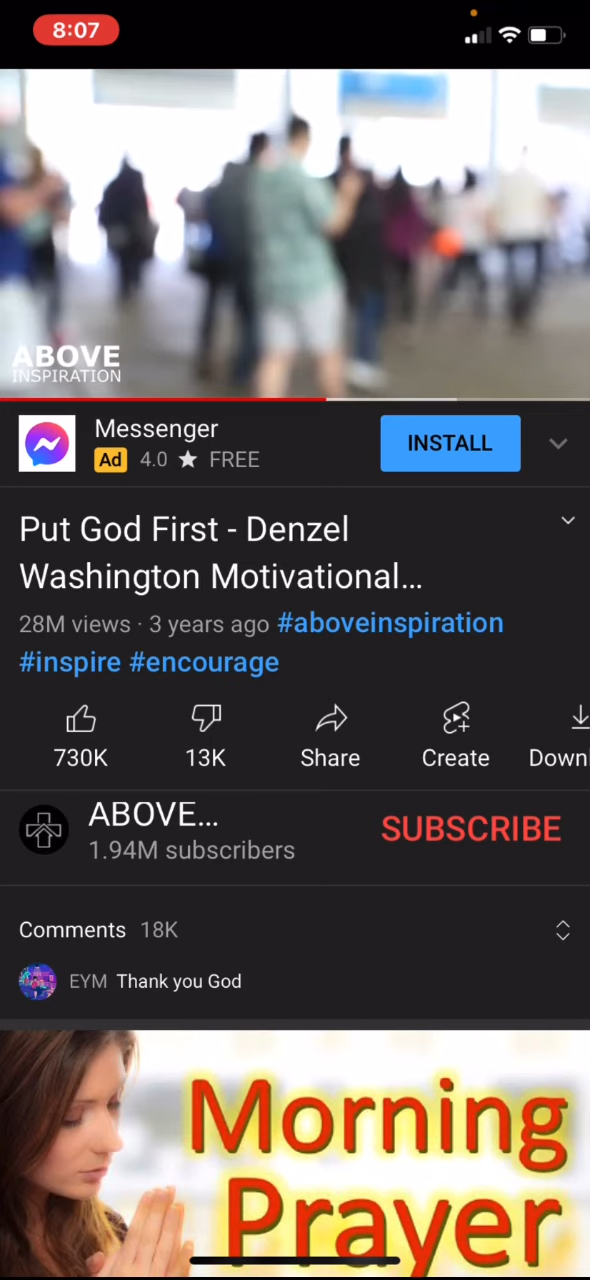 8:07
ABOVE
INSPIRATION
Messenger
Ad 4.0 ★ FREE
INSTALL
Put God First - Denzel
Washington Motivational...
28M views · 3 years ago #aboveinspiration
#inspire #encourage
730K 13K Share Create Downl
ABOVE...
1.94M subscribers
SUBSCRIBE
Comments 18K
EYM Thank you God
Morning
Prayer